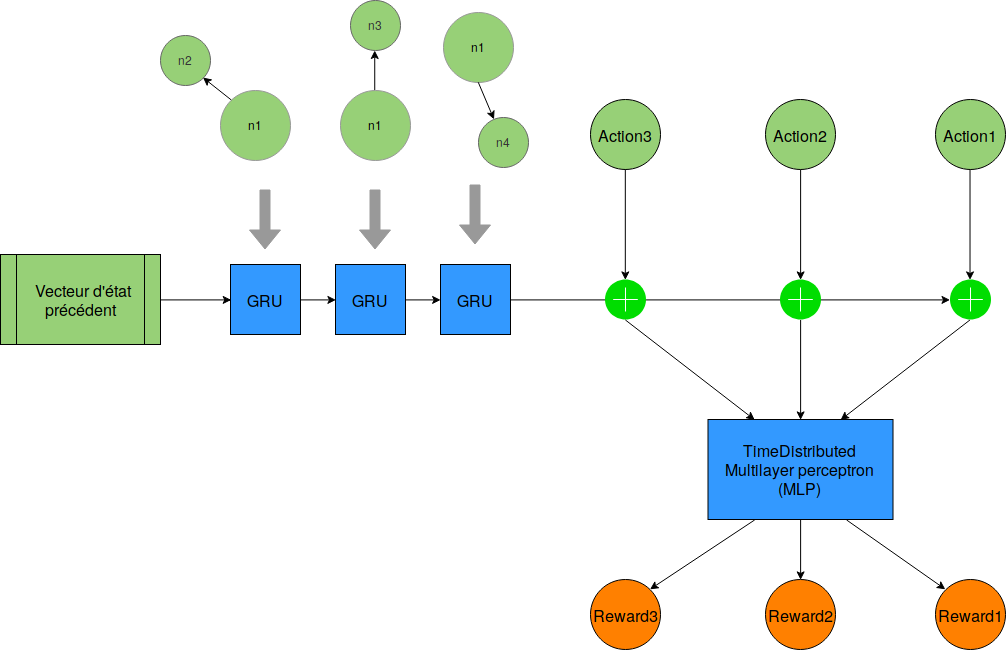 n3
n1
n2
n1
n1
n4
Action3
Action2
Action1
Vecteur d'état
précédent
GRU
GRU
GRU
TimeDistributed
Multilayer perceptron
(MLP)
Reward3
Reward2
Reward1